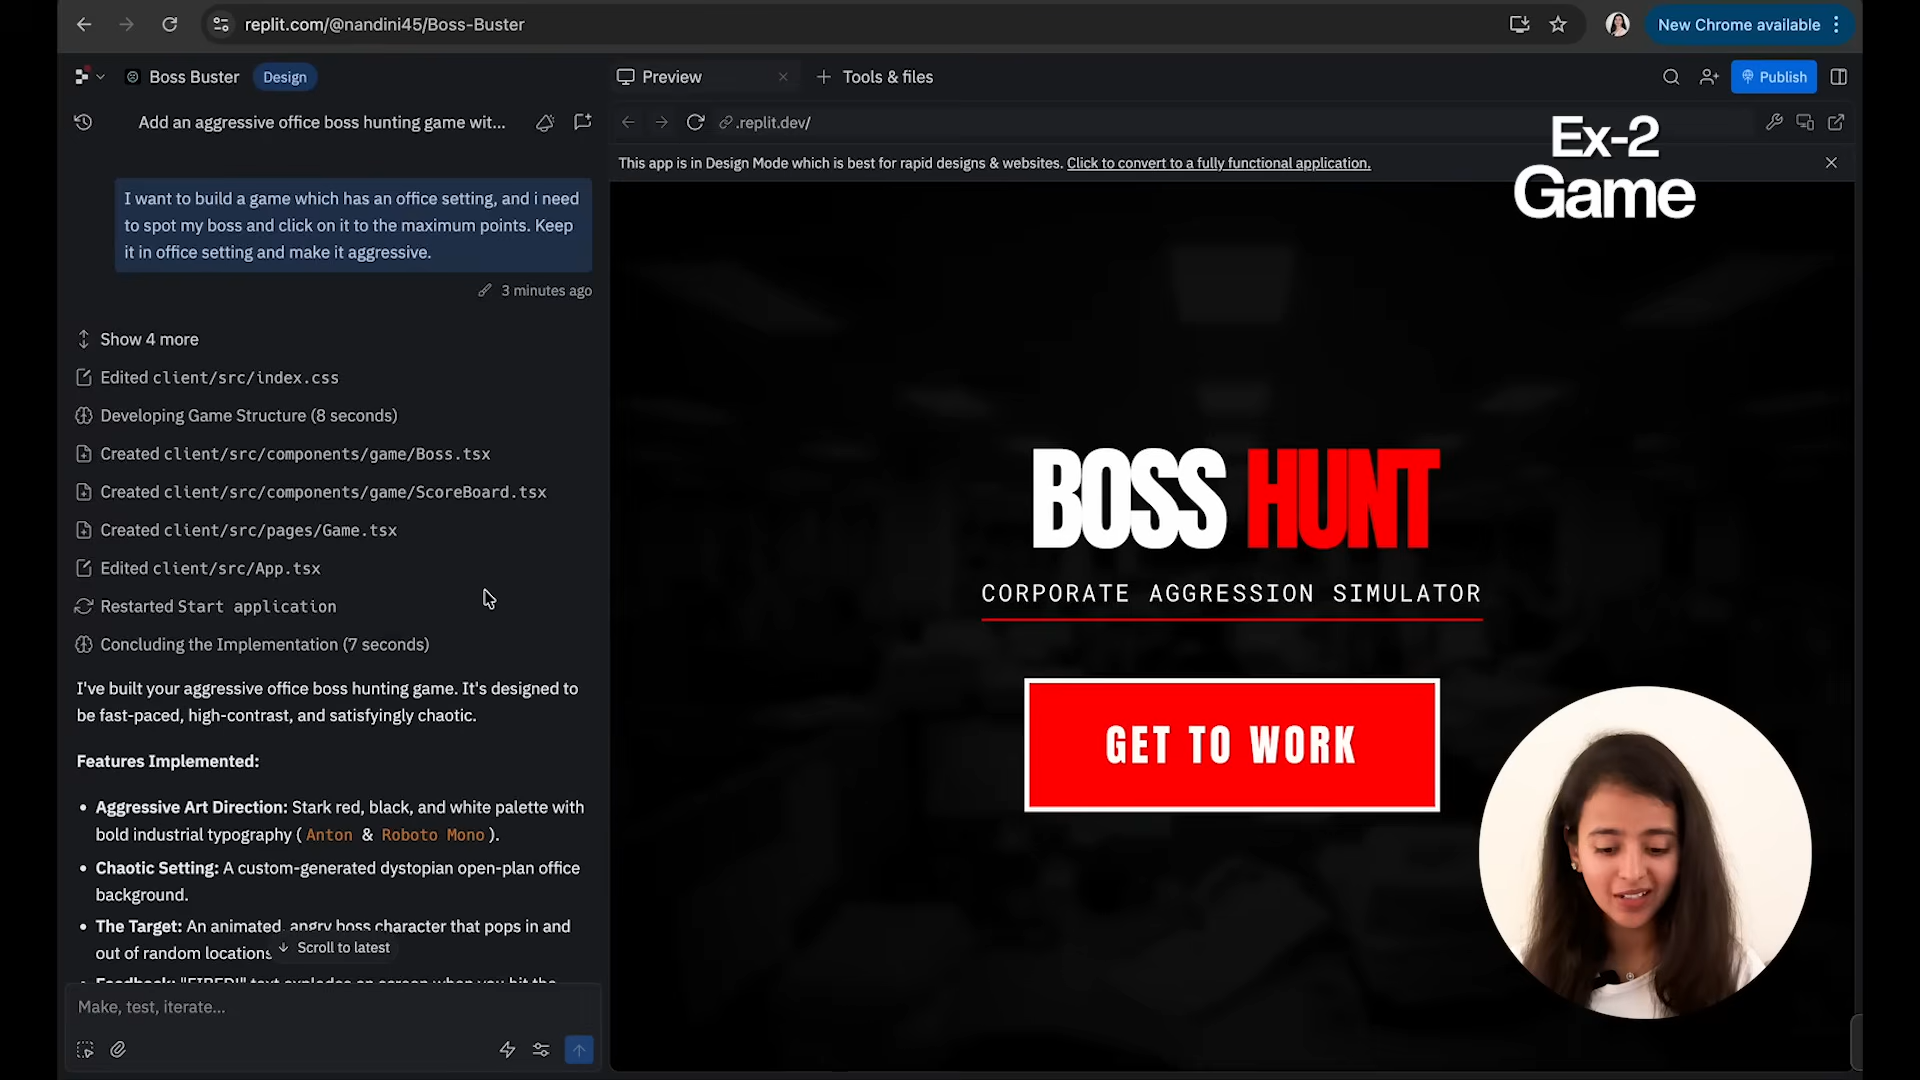 replit.com/@nandini45/Boss-Buster
New Chrome available
Boss Buster
Design
Preview
Tools & files
Publish
Add an aggressive office boss hunting game wit...
.replit.dev/
This app is in Design Mode which is best for rapid designs & websites. Click to convert to a fully functional application.
Ex-2
Game
I want to build a game which has an office setting, and i need
to spot my boss and click on it to the maximum points. Keep
it in office setting and make it aggressive.
3 minutes ago
Show 4 more
Edited client/src/index.css
Developing Game Structure (8 seconds)
Created client/src/components/game/Boss.tsx
Created client/src/components/game/ScoreBoard.tsx
Created client/src/pages/Game.tsx
Edited client/src/App.tsx
Restarted Start application
Concluding the Implementation (7 seconds)
I've built your aggressive office boss hunting game. It's designed to
be fast-paced, high-contrast, and satisfyingly chaotic.
Features Implemented:
• Aggressive Art Direction: Stark red, black, and white palette with
bold industrial typography ( Anton & Roboto Mono ).
• Chaotic Setting: A custom-generated dystopian open-plan office
background.
• The Target: An animated, angry boss character that pops in and
out of random locations
Scroll to latest
• Feedback: "FIRED!" text explodes on screen when you hit the
Make, test, iterate...
BOSS HUNT
CORPORATE AGGRESSION SIMULATOR
GET TO WORK